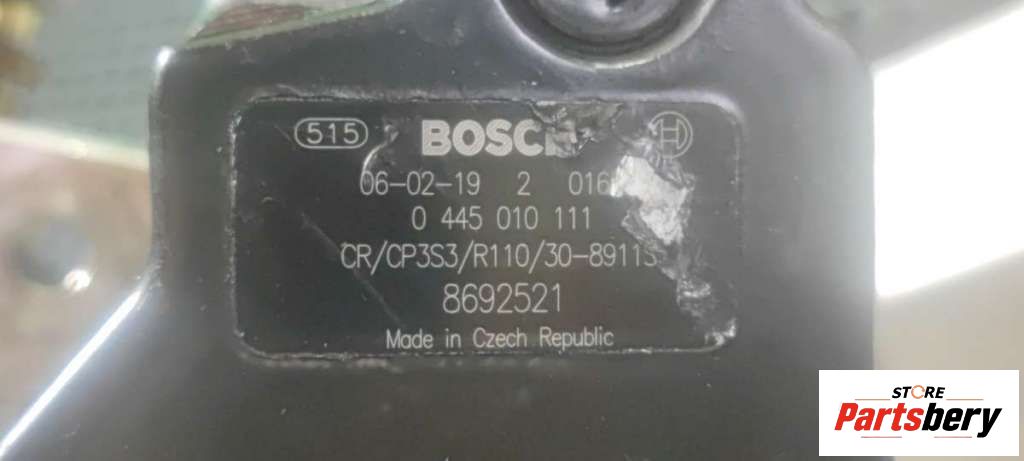 515 BOSCH
06-02-19 2 016
0 445 010 111
CR/CP3S3/R110/30-8911S
8692521
Made in Czech Republic
STORE
Partsbery